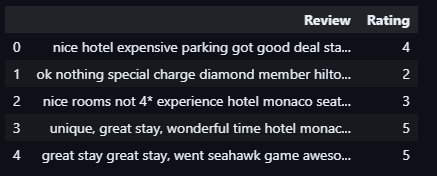 Review Rating
0 nice hotel expensive parking got good deal sta... 4
1 ok nothing special charge diamond member hilto... 2
2 nice rooms not 4* experience hotel monaco seat... 3
3 unique, great stay, wonderful time hotel monac... 5
4 great stay great stay, went seahawk game aweso... 5